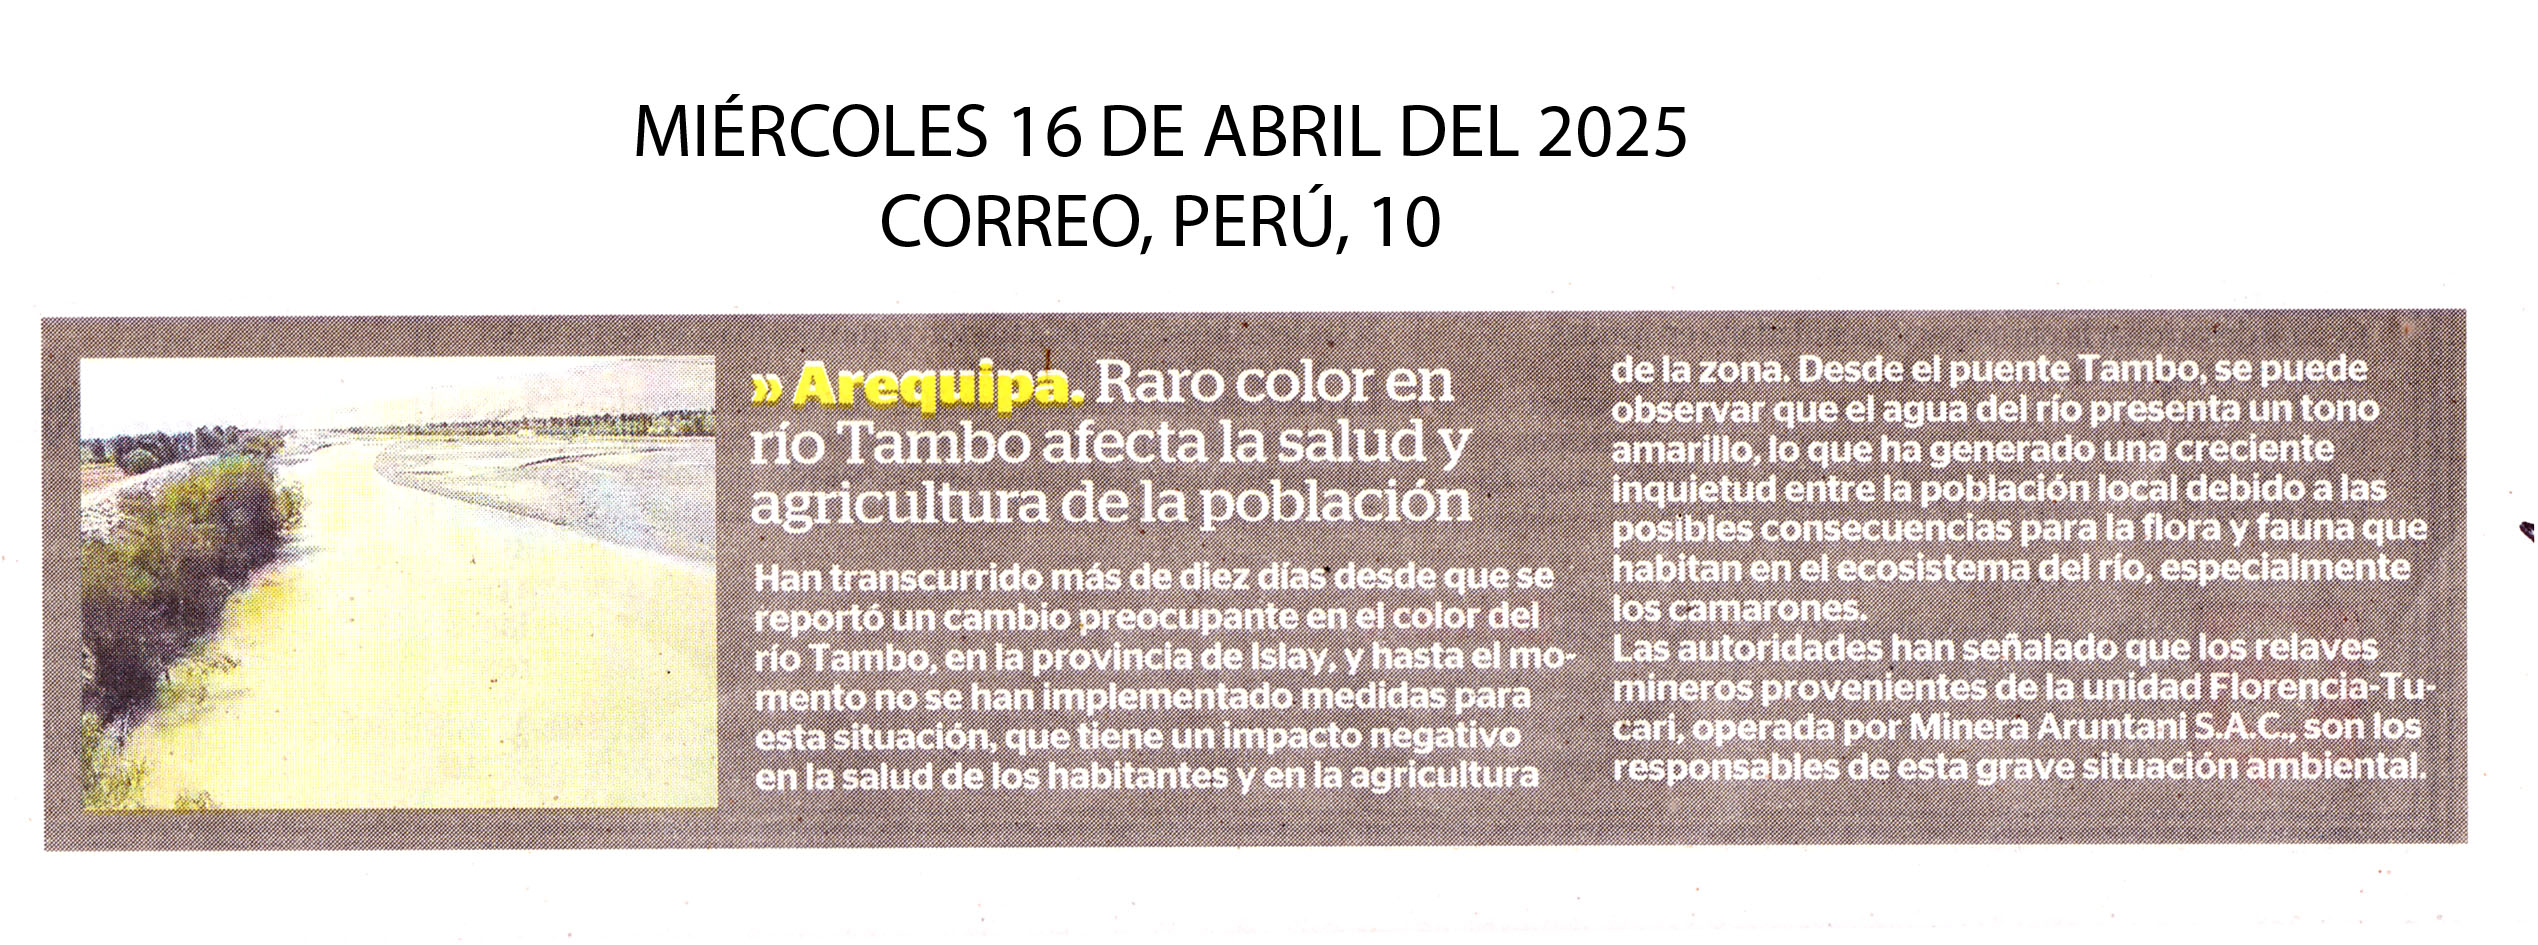 MIÉRCOLES 16 DE ABRIL DEL 2025
CORREO, PERÚ, 10
» Arequipa. Raro color en
río Tambo afecta la salud y
agricultura de la población
Han transcurrido más de diez días desde que se
reportó un cambio preocupante en el color del
río Tambo, en la provincia de Islay, y hasta el mo-
mento no se han implementado medidas para
esta situación, que tiene un impacto negativo
en la salud de los habitantes y en la agricultura
de la zona. Desde el puente Tambo, se puede
observar que el agua del río presenta un tono
amarillo, lo que ha generado una creciente
inquietud entre la población local debido a las
posibles consecuencias para la flora y fauna que
habitan en el ecosistema del río, especialmente
los camarones.
Las autoridades han señalado que los relaves
mineros provenientes de la unidad Florencia-Tu-
cari, operada por Minera Aruntani S.A.C., son los
responsables de esta grave situación ambiental.